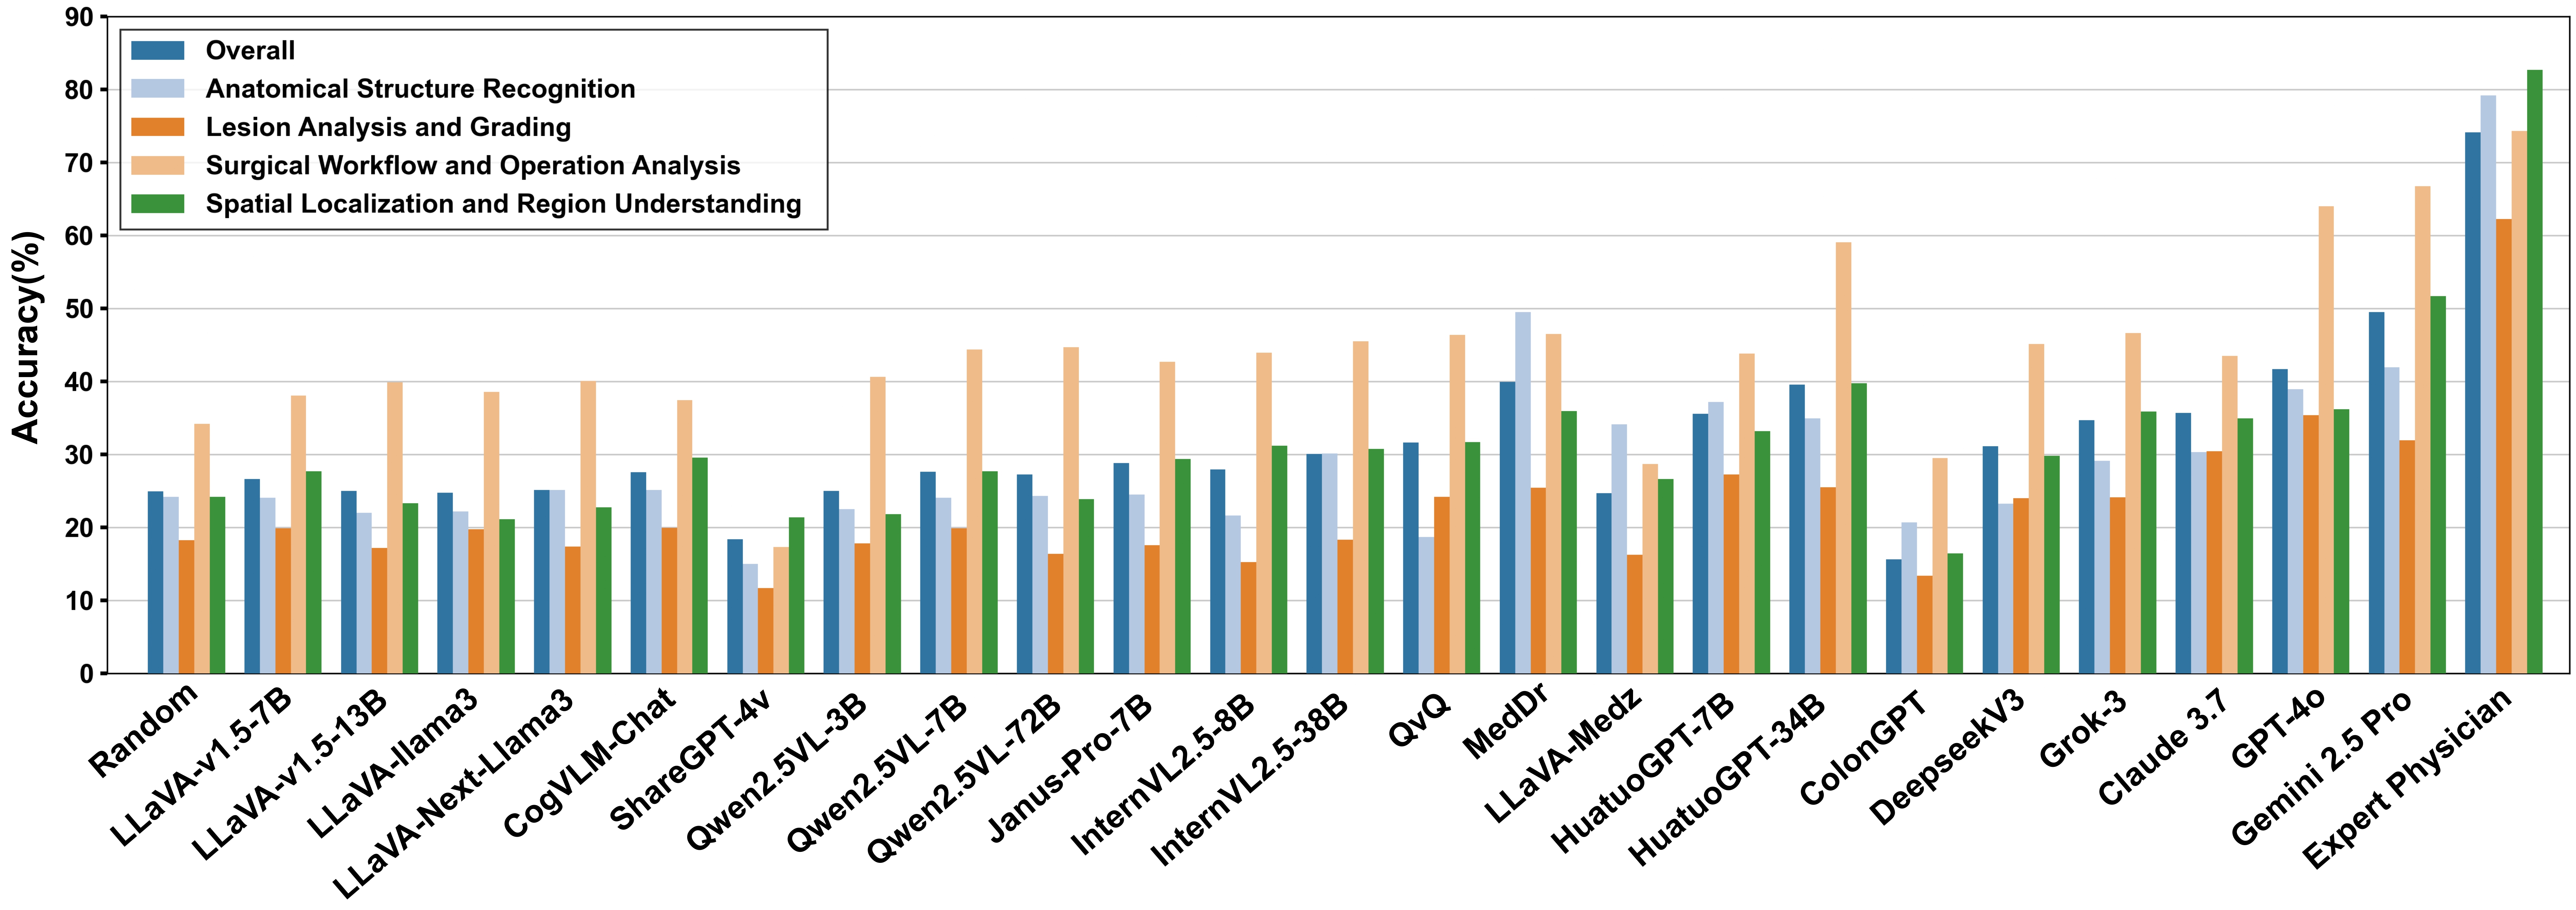 90
80
70
60
50
40
30
20
10
0
Accuracy(%)
Overall
Anatomical Structure Recognition
Lesion Analysis and Grading
Surgical Workflow and Operation Analysis
Spatial Localization and Region Understanding
Random
LLaVA-v1.5-7B
LLaVA-v1.5-13B
LLaVA-llama3
LLaVA-Next-Llama3
CogVLM-Chat
ShareGPT-4v
Qwen2.5VL-3B
Qwen2.5VL-7B
Qwen2.5VL-72B
Janus-Pro-7B
InternVL2.5-8B
InternVL2.5-38B
QvQ
MedDr
LLaVA-Medz
HuatuoGPT-7B
HuatuoGPT-34B
ColonGPT
DeepseekV3
Grok-3
Claude 3.7
GPT-4o
Gemini 2.5 Pro
Expert Physician